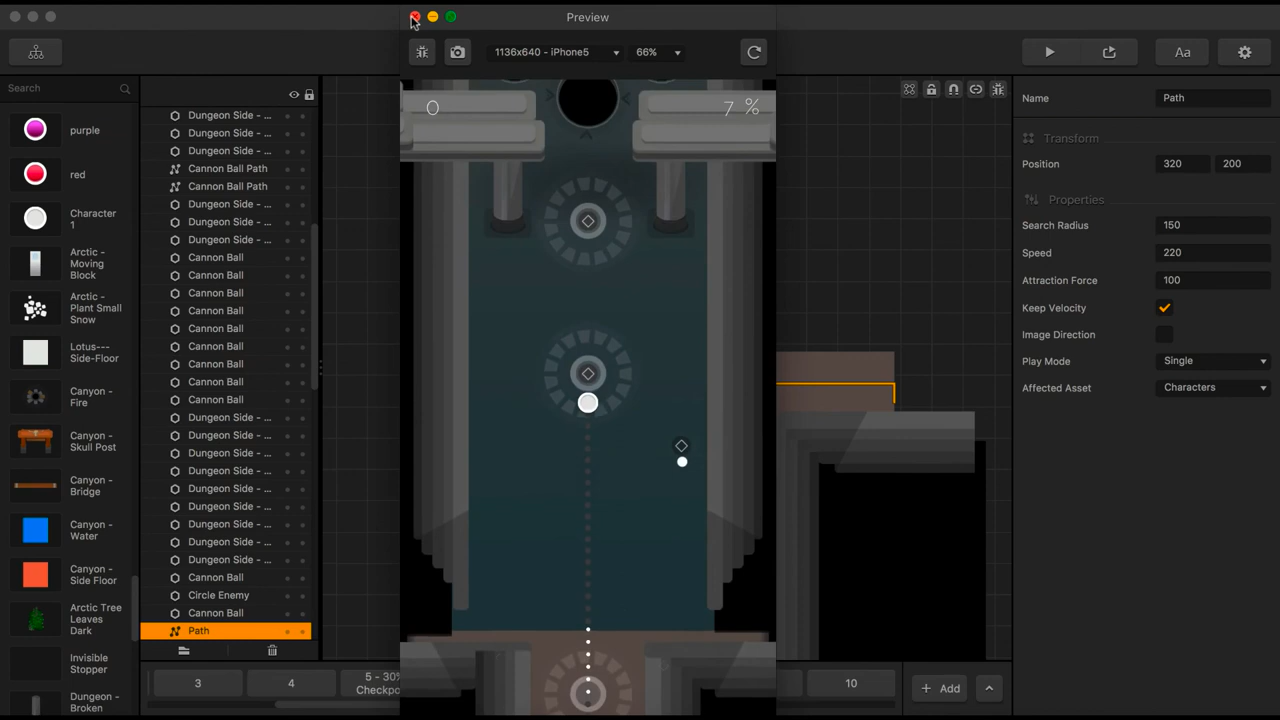 Preview
1136x640 - iPhone5
66%
Aa
Search
purple
red
Character
1
Arctic -
Moving
Block
Arctic -
Plant Small
Snow
Lotus---
Side-Floor
Canyon -
Fire
Canyon -
Skull Post
Canyon -
Bridge
Canyon -
Water
Canyon -
Side Floor
Arctic Tree
Leaves
Dark
Invisible
Stopper
Dungeon -
Broken
Dungeon Side - ...
Dungeon Side - ...
Dungeon Side - ...
Cannon Ball Path
Cannon Ball Path
Dungeon Side - ...
Dungeon Side - ...
Dungeon Side - ...
Cannon Ball
Cannon Ball
Cannon Ball
Cannon Ball
Cannon Ball
Cannon Ball
Cannon Ball
Cannon Ball
Cannon Ball
Dungeon Side - ...
Dungeon Side - ...
Dungeon Side - ...
Dungeon Side - ...
Dungeon Side - ...
Dungeon Side - ...
Dungeon Side - ...
Dungeon Side - ...
Dungeon Side - ...
Cannon Ball
Circle Enemy
Cannon Ball
Path
0
7 %
Name
Path
Transform
Position
320
200
Properties
Search Radius
150
Speed
220
Attraction Force
100
Keep Velocity
Image Direction
Play Mode
Single
Affected Asset
Characters
3
4
5 - 30%
Checkpo
10
+ Add